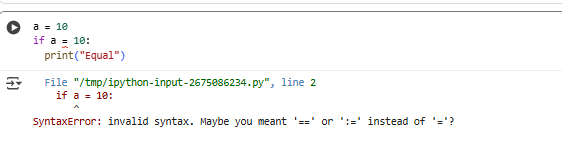 a = 10
if a = 10:
  print("Equal")
  File "/tmp/ipython-input-2675086234.py", line 2
    if a = 10:
       ^
SyntaxError: invalid syntax. Maybe you meant '==' or ':=' instead of '='?